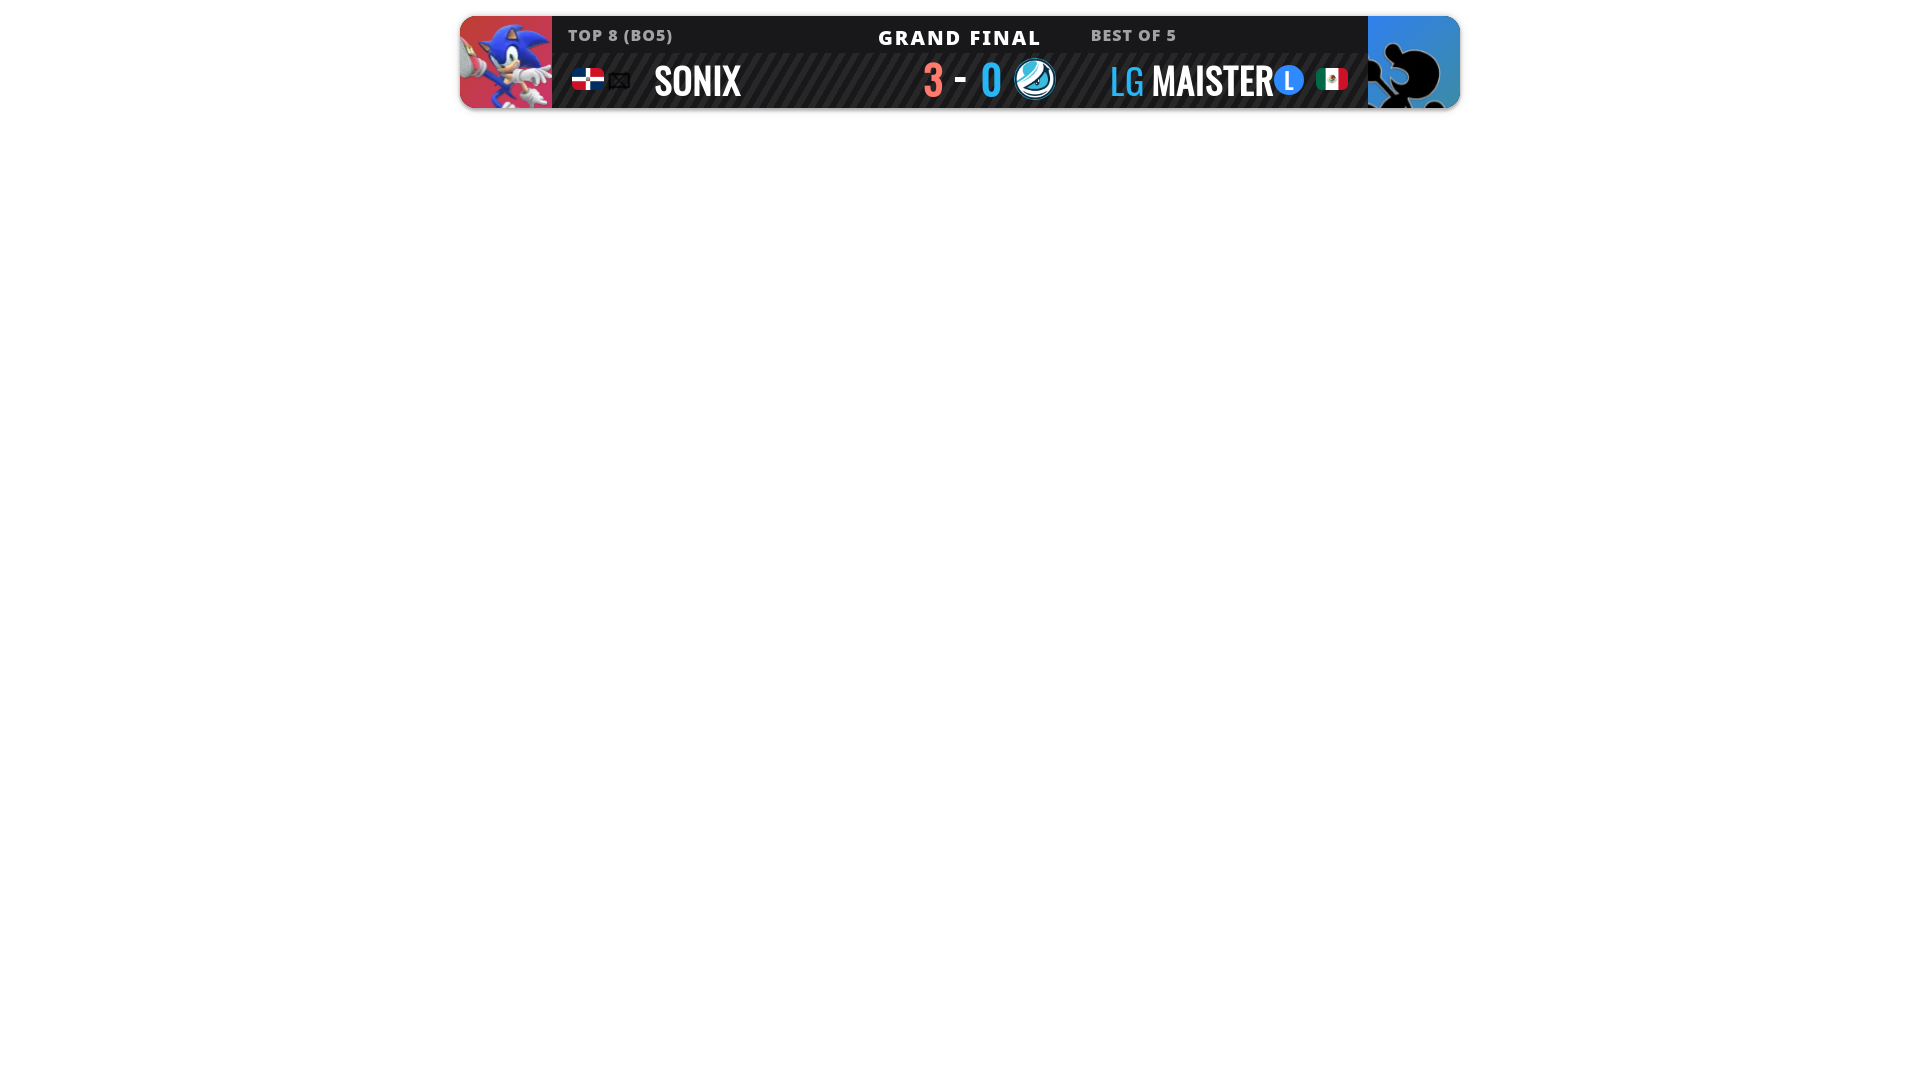 TOP 8 (BO5)
GRAND FINAL
BEST OF 5
SONIX
3 - 0
LG MAISTER L